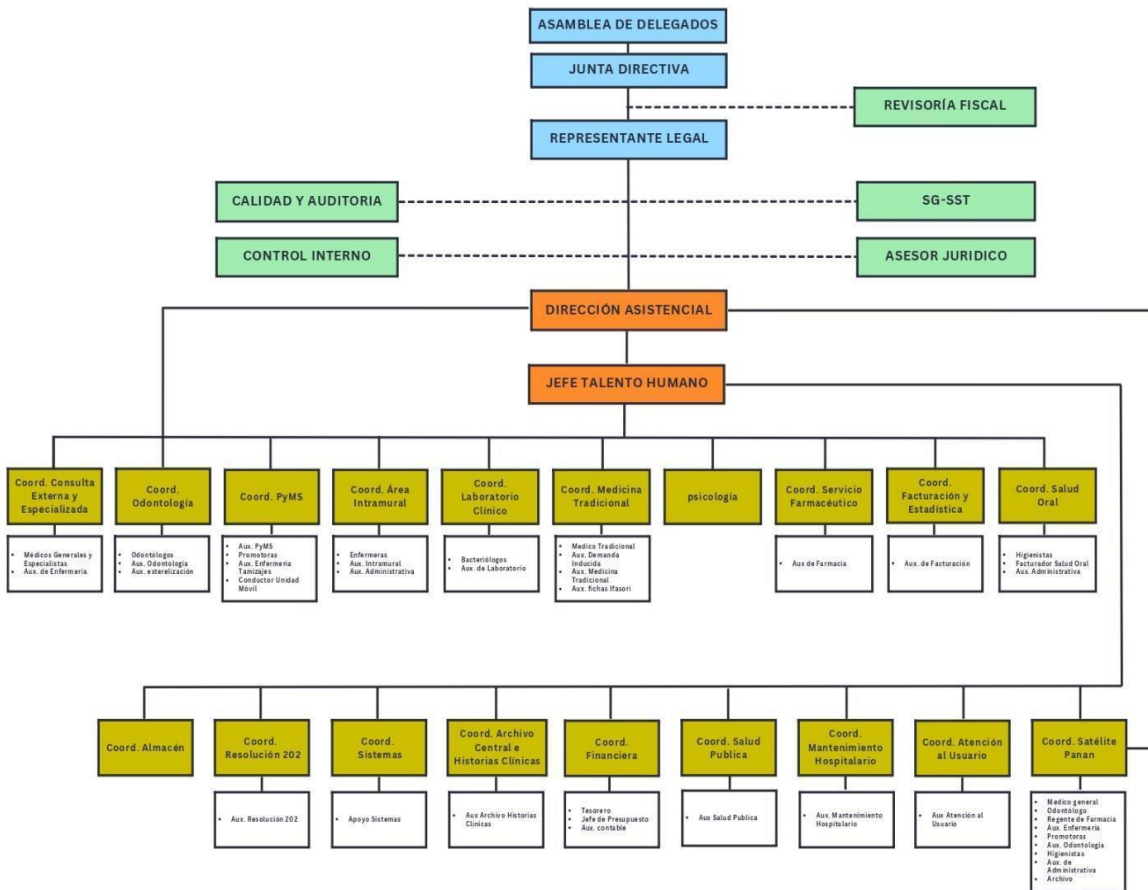 ASAMBLEA DE DELEGADOS
JUNTA DIRECTIVA
REVISORÍA FISCAL
REPRESENTANTE LEGAL
CALIDAD Y AUDITORIA
SG-SST
CONTROL INTERNO
ASESOR JURIDICO
DIRECCIÓN ASISTENCIAL
JEFE TALENTO HUMANO
Coord. Consulta
Externa y
Especializada
Coord.
Odontología
Coord. PyMS
Coord. Área
Intramural
Coord.
Laboratorio
Clínico
Coord. Medicina
Tradicional
psicología
Coord. Servicio
Farmacéutico
Coord.
Facturación y
Estadística
Coord. Salud
Oral
• Médicos Generales y
Especialistas
• Aux. de Enfermería
• Odontólogos
• Aux. Odontología
• Aux. esterelización
• Aux. PyMS
• Promotoras
• Aux. Enfermería
Tamizajes
• Conductor Unidad
Móvil
• Enfermeras
• Aux. Intramural
• Aux. Administrativa
• Bacteriólogos
• Aux. de Laboratorio
• Medico Tradicional
• Aux. Demanda
Inducida
• Aux. Medicina
Tradicional
• Aux. fichas Ifasori
• Aux de Farmacia
• Aux. de Facturación
• Higienistas
• Facturador Salud Oral
• Aux. Administrativa
Coord. Almacén
Coord.
Resolución 202
Coord.
Sistemas
Coord. Archivo
Central e
Historias Clínicas
Coord.
Financiera
Coord. Salud
Publica
Coord.
Mantenimiento
Hospitalario
Coord. Atención
al Usuario
Coord. Satélite
Panan
• Aux. Resolución 202
• Apoyo Sistemas
• Aux Archivo Historias
Clínicas
• Tesorero
• Jefe de Presupuesto
• Aux. contable
• Aux Salud Publica
• Aux. Mantenimiento
Hospitalario
• Aux Atención al
Usuario
• Medico general
• Odontólogo
• Regente de Farmacia
• Aux. Enfermería
• Promotoras
• Aux. Odontología
• Higienistas
• Aux. de
Administrativa
• Archivo